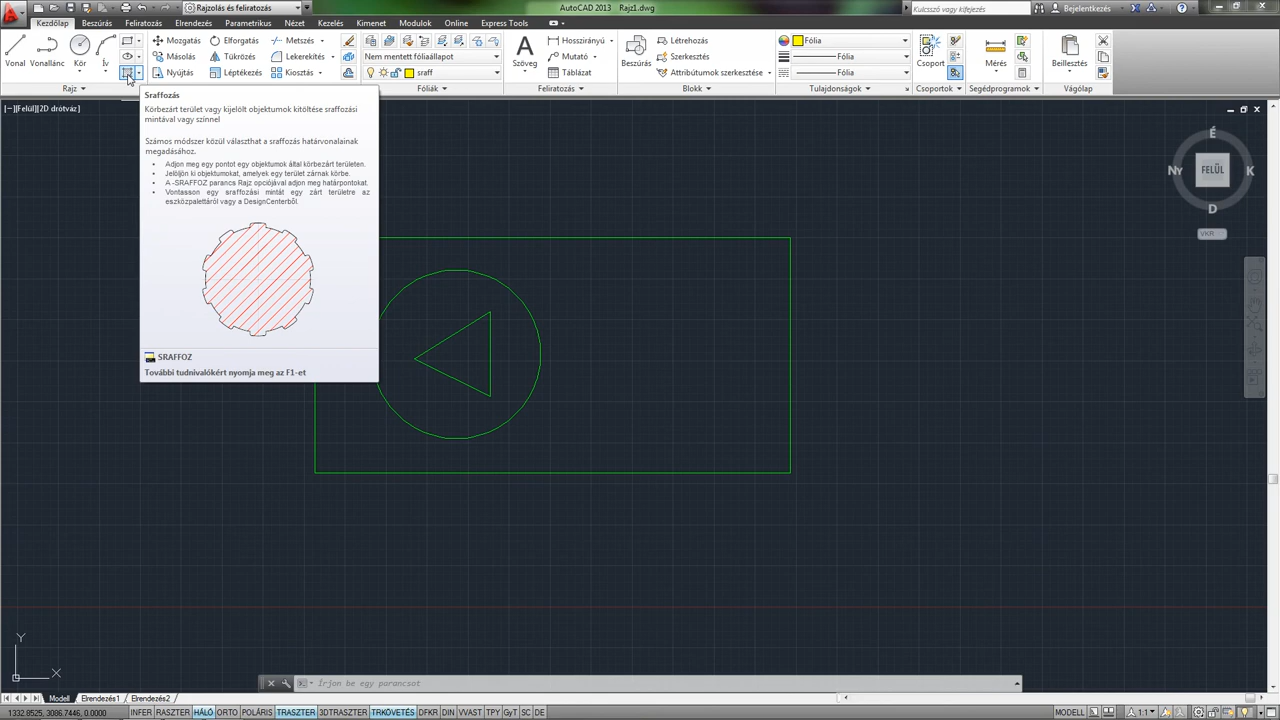 Rajzolás és feliratozás
AutoCAD 2013 Rajz1.dwg
Kulcsszó vagy kifejezés
Bejelentkezés
Kezdőlap Beszúrás Feliratozás Elrendezés Parametrikus Nézet Kezelés Kimenet Modulok Online Express Tools
Vonal Vonallánc Kör Ív
Mozgatás Elforgatás Metszés
Másolás Tükrözés Lekerekítés
Nyújtás Léptékezés Kiosztás
Nem mentett fóliaállapot
sraff
Szöveg
Hosszirányú
Mutató
Táblázat
Beszúrás
Létrehozás
Szerkesztés
Attribútumok szerkesztése
Fólia
Fólia
Fólia
Csoport
Mérés
Beillesztés
Rajz Fóliák Feliratozás Blokk Tulajdonságok Csoportok Segédprogramok Vágólap
[−][Felül][2D drótváz]
Sraffozás
Körbezárt terület vagy kijelölt objektumok kitöltése sraffozási
mintával vagy színnel
Számos módszer közül választhat a sraffozás határvonalainak
megadásához.
• Adjon meg egy pontot egy objektumok által körbezárt területen.
• Jelöljön ki objektumokat, amelyek egy terület zárnak körbe.
• A -SRAFFOZ parancs Rajz opciójával adjon meg határpontokat.
• Vontasson egy sraffozási mintát egy zárt területre az
eszközpalettáról vagy a DesignCenterből.
SRAFFOZ
További tudnivalókért nyomja meg az F1-et
É
NY FELÜL K
D
VKR
Y
X
Írjon be egy parancsot
Modell Elrendezés1 Elrendezés2
1332.8525, 3086.7446, 0.0000 INFER RASZTER HÁLÓ ORTO POLÁRIS TRASZTER 3DTRASZTER TRKÖVETÉS DFKR DIN VVAST TPY GyT SC DE MODELL 1:1